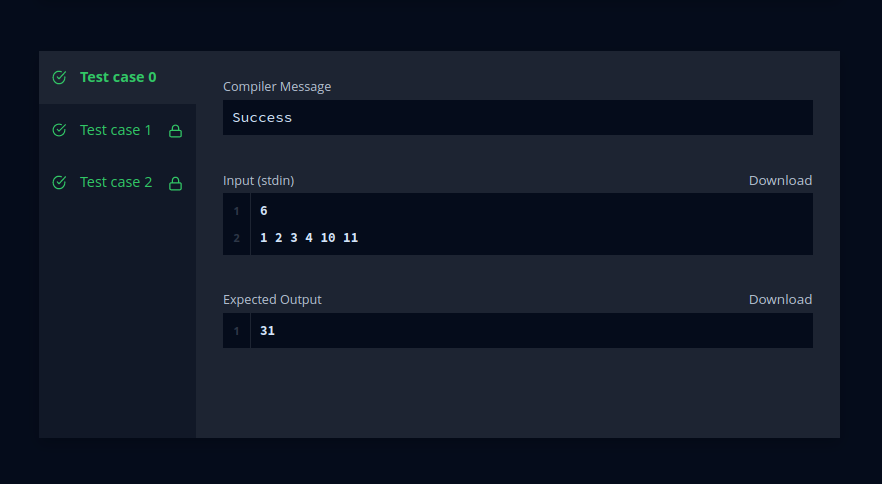 Test case 0
Test case 1
Test case 2
Compiler Message
Success
Input (stdin)
Download
1 6
2 1 2 3 4 10 11
Expected Output
Download
1 31